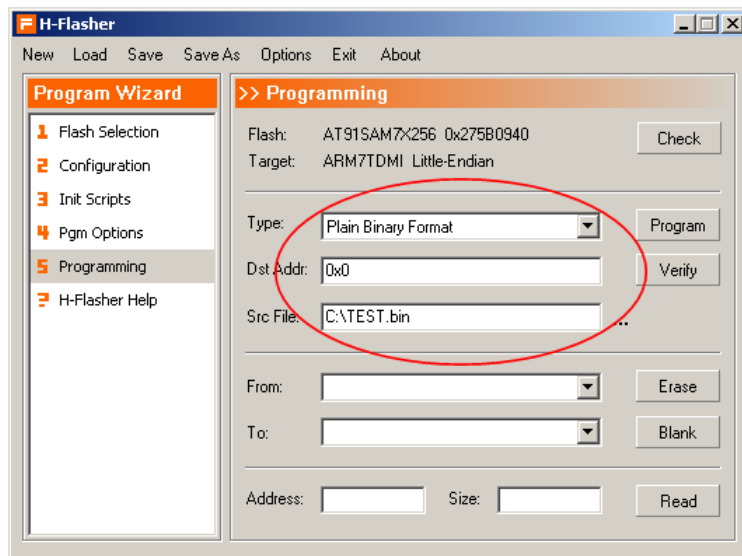 H-Flasher
New Load Save Save As Options Exit About
Program Wizard
1 Flash Selection
2 Configuration
3 Init Scripts
4 Pgm Options
5 Programming
? H-Flasher Help
>> Programming
Flash: AT91SAM7X256 0x275B0940
Check
Target: ARM7TDMI Little-Endian
Type: Plain Binary Format Program
Dst Addr: 0x0 Verify
Src File: C:\TEST.bin ...
From: Erase
To: Blank
Address: Size: Read